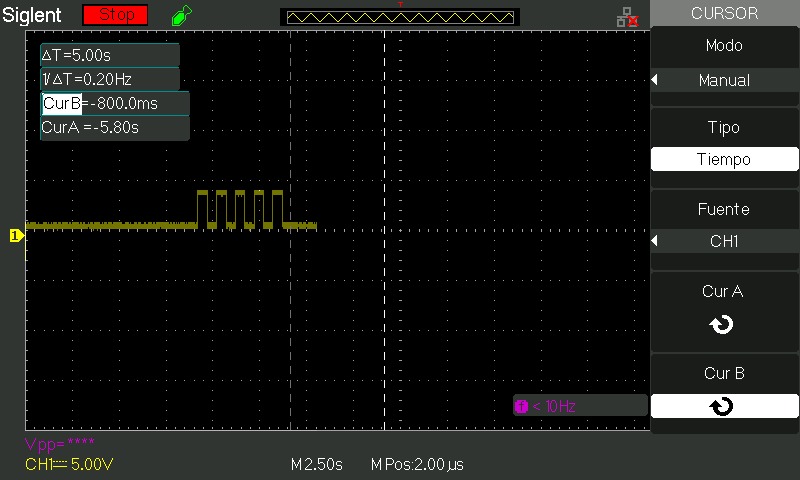 Siglent Stop T CURSOR
Modo
Manual
Tipo
Tiempo
Fuente
CH1
Cur A
Cur B
ΔT=5.00s
1/ΔT=0.20Hz
CurB=-800.0ms
CurA=-5.80s
1
f < 10Hz
Vpp=****
CH1 5.00V M 2.50s M Pos:2.00µs